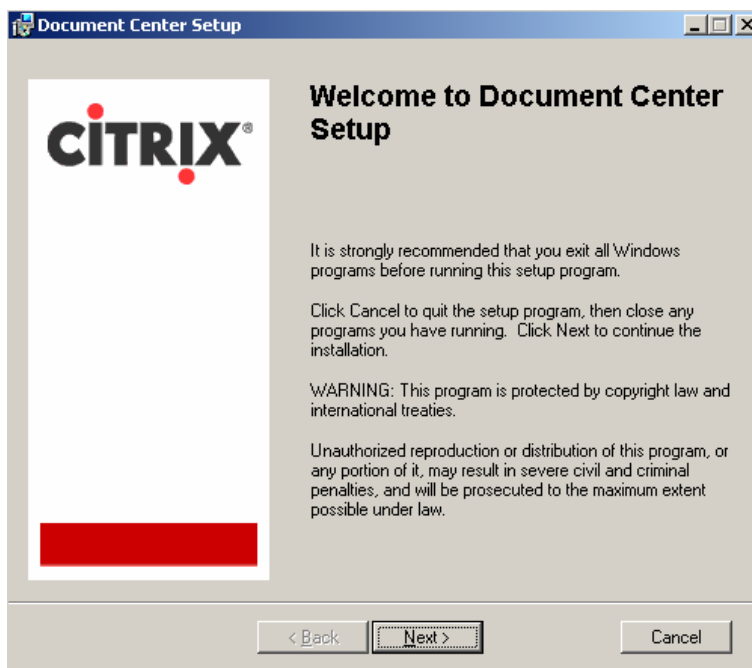 Document Center Setup
CITRIX®
Welcome to Document Center
Setup
It is strongly recommended that you exit all Windows
programs before running this setup program.
Click Cancel to quit the setup program, then close any
programs you have running.  Click Next to continue the
installation.
WARNING: This program is protected by copyright law and
international treaties.
Unauthorized reproduction or distribution of this program, or
any portion of it, may result in severe civil and criminal
penalties, and will be prosecuted to the maximum extent
possible under law.
< Back
Next >
Cancel